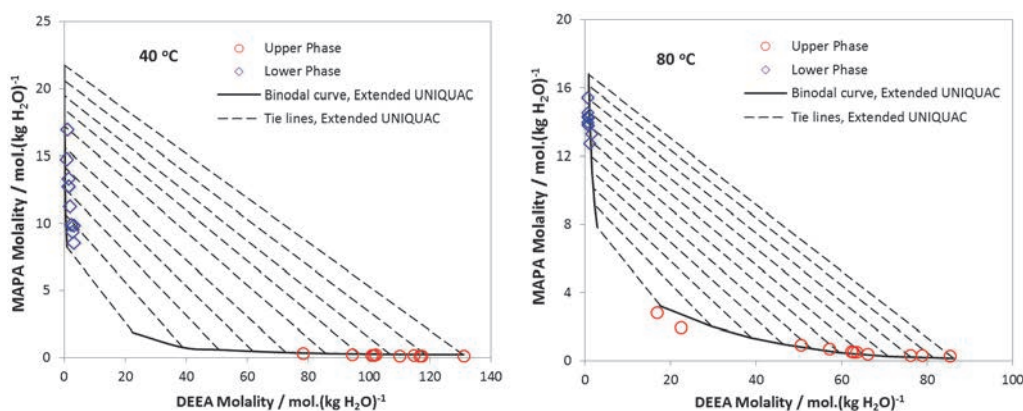 40 °C
Upper Phase
Lower Phase
Binodal curve, Extended UNIQUAC
Tie lines, Extended UNIQUAC
MAPA Molality / mol.(kg H₂O)⁻¹
25
20
15
10
5
0
0 20 40 60 80 100 120 140
DEEA Molality / mol.(kg H₂O)⁻¹
80 °C
Upper Phase
Lower Phase
Binodal curve, Extended UNIQUAC
Tie lines, Extended UNIQUAC
MAPA Molality / mol.(kg H₂O)⁻¹
20
16
12
8
4
0
0 20 40 60 80 100
DEEA Molality / mol.(kg H₂O)⁻¹